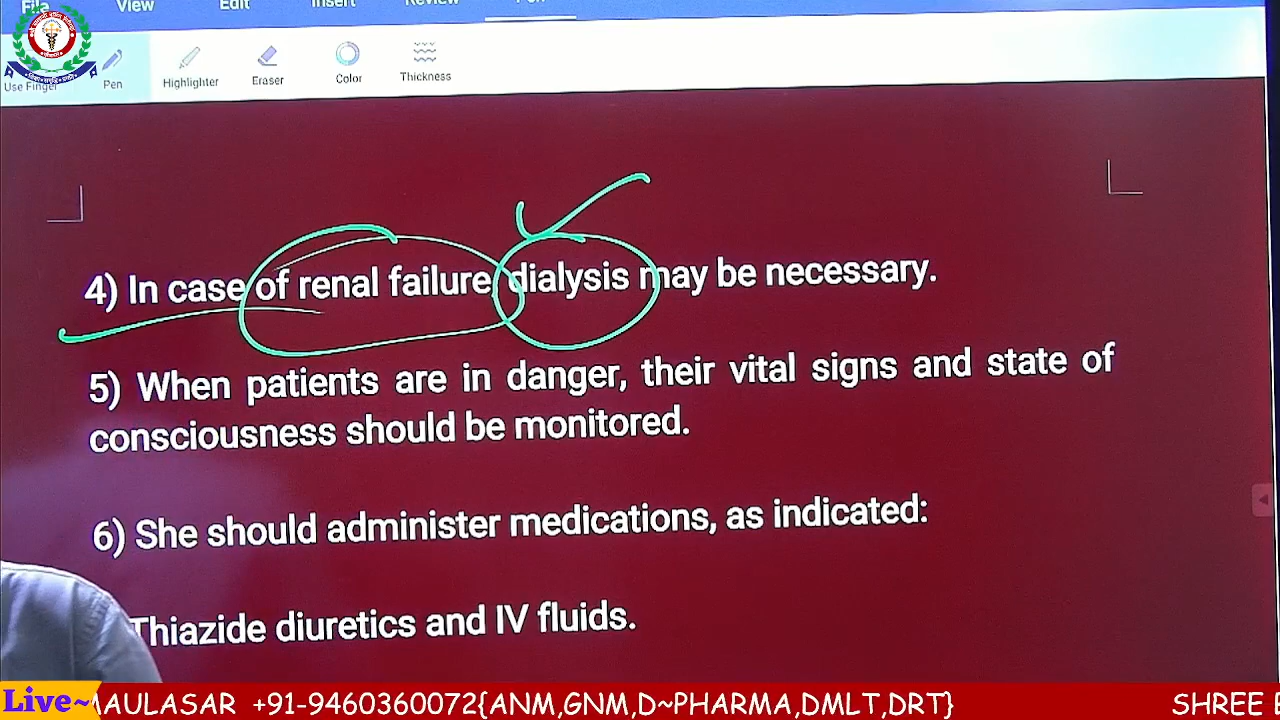 File View Edit Insert Review Pen
Use Finger Pen Highlighter Eraser Color Thickness
4) In case of renal failure, dialysis may be necessary.
5) When patients are in danger, their vital signs and state of
consciousness should be monitored.
6) She should administer medications, as indicated:
Thiazide diuretics and IV fluids.
Live~ MAULASAR +91-9460360072{ANM,GNM,D~PHARMA,DMLT,DRT} SHREE